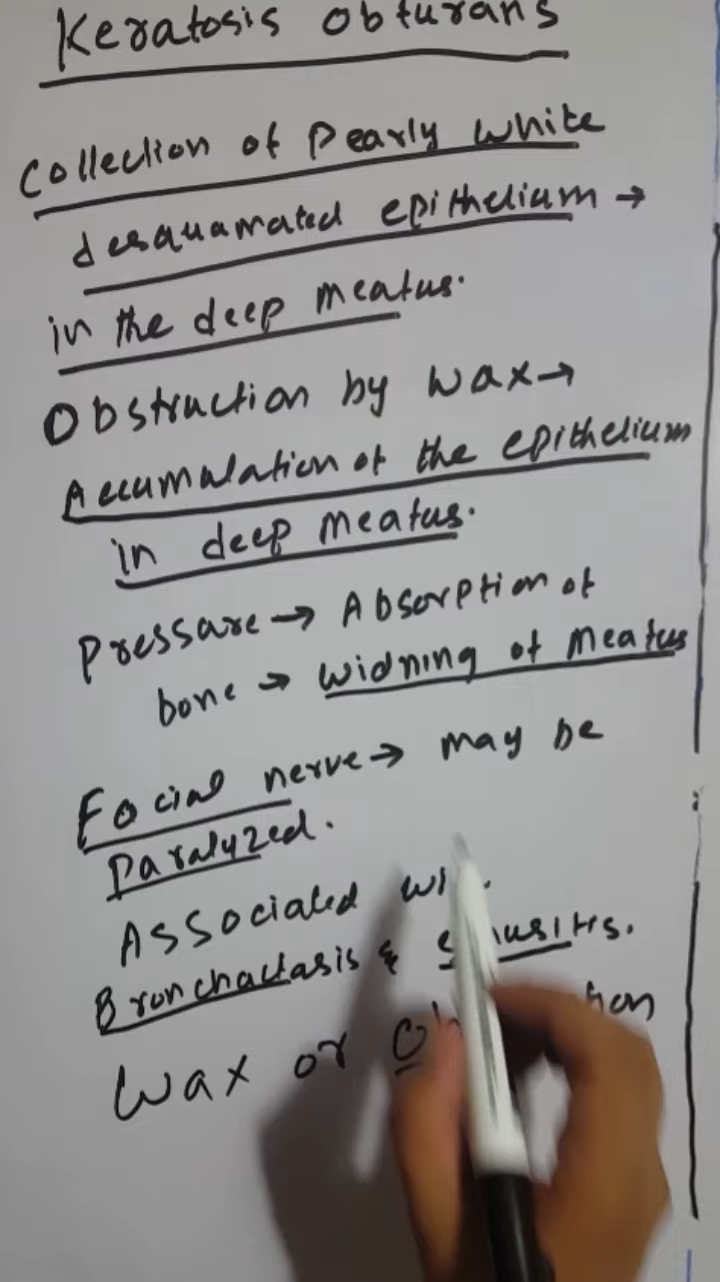 Keratosis Obturans
Collection of Pearly white
desquamated epithelium →
in the deep meatus.
Obstruction by wax →
Accumulation of the epithelium
in deep meatus.
Pressure → Absorption of
bone → widning of meatus
Facial nerve → may be
Paralyzed.
Associated
Bronchactasis &
Wax or